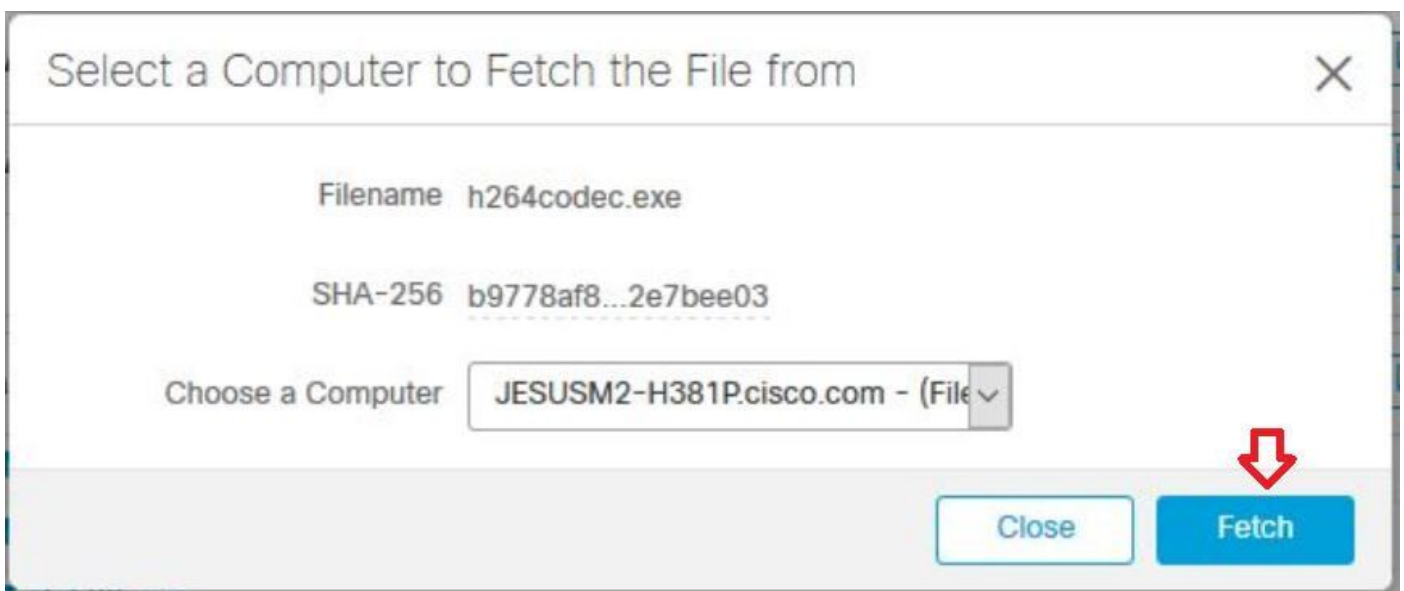 Select a Computer to Fetch the File from
Filename h264codec.exe
SHA-256 b9778af8...2e7bee03
Choose a Computer JESUSM2-H381P.cisco.com - (File
Close Fetch